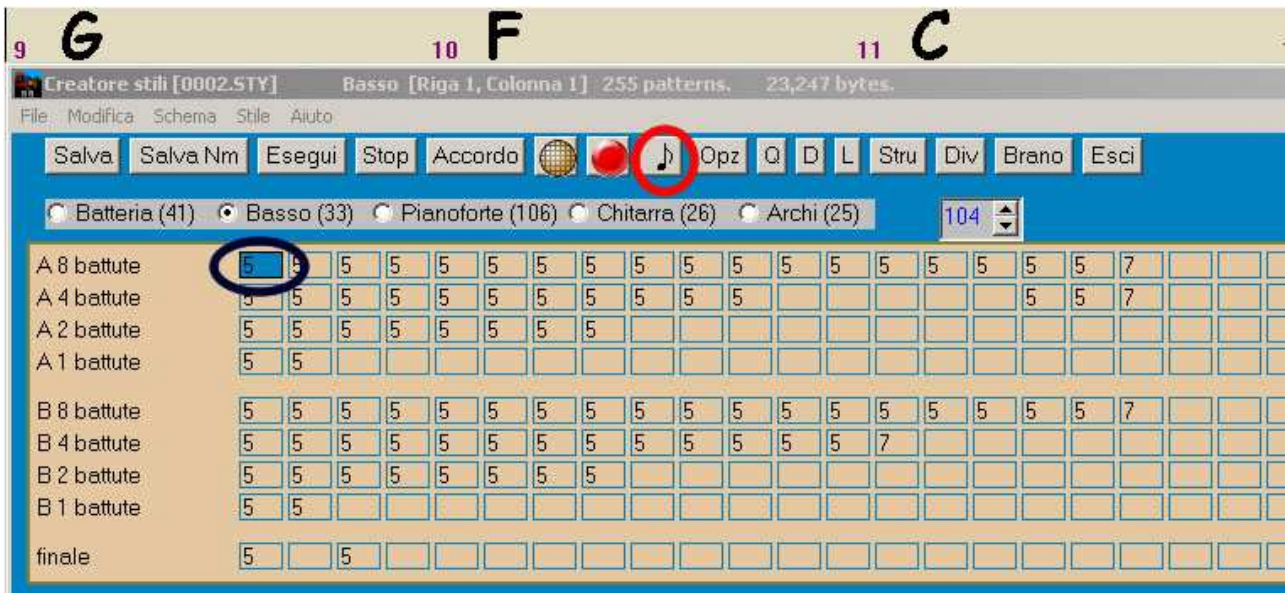 9 G 10 F 11 C
Creatore stili [0002.STY] Basso [Riga 1, Colonna 1] 255 patterns. 23,247 bytes.
File Modifica Schema Stile Aiuto
Salva Salva Nm Esegui Stop Accordo Opz Q D L Stru Div Brano Esci
Batteria (41) Basso (33) Pianoforte (106) Chitarra (26) Archi (25) 104
A 8 battute 5 5 5 5 5 5 5 5 5 5 5 5 5 5 5 5 5 5 7
A 4 battute 5 5 5 5 5 5 5 5 5 5 5 5 5 7
A 2 battute 5 5 5 5 5 5 5 5
A 1 battute 5 5
B 8 battute 5 5 5 5 5 5 5 5 5 5 5 5 5 5 5 5 5 5 7
B 4 battute 5 5 5 5 5 5 5 5 5 5 5 5 5 7
B 2 battute 5 5 5 5 5 5 5 5
B 1 battute 5 5
finale 5 5